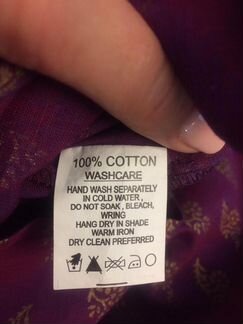 100% COTTON
WASHCARE
HAND WASH SEPARATELY
IN COLD WATER,
DO NOT SOAK , BLEACH,
WRING
HANG DRY IN SHADE
WARM IRON
DRY CLEAN PREFERRED